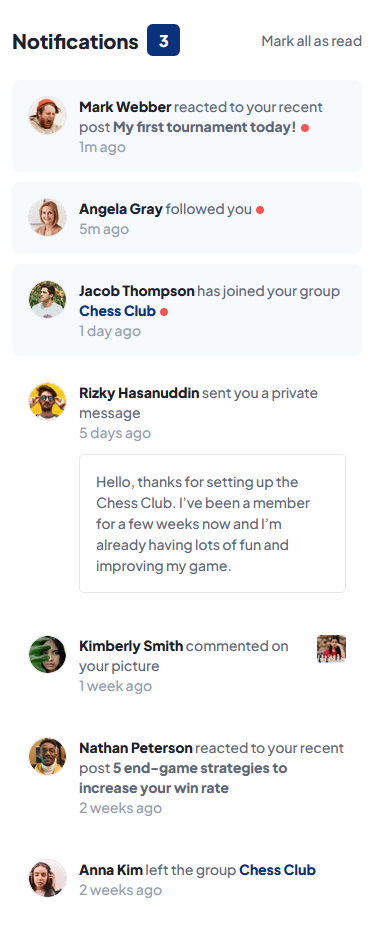 Notifications 3 Mark all as read
Mark Webber reacted to your recent
post My first tournament today!
1m ago
Angela Gray followed you
5m ago
Jacob Thompson has joined your group
Chess Club
1 day ago
Rizky Hasanuddin sent you a private
message
5 days ago
Hello, thanks for setting up the
Chess Club. I’ve been a member
for a few weeks now and I’m
already having lots of fun and
improving my game.
Kimberly Smith commented on
your picture
1 week ago
Nathan Peterson reacted to your recent
post 5 end-game strategies to
increase your win rate
2 weeks ago
Anna Kim left the group Chess Club
2 weeks ago